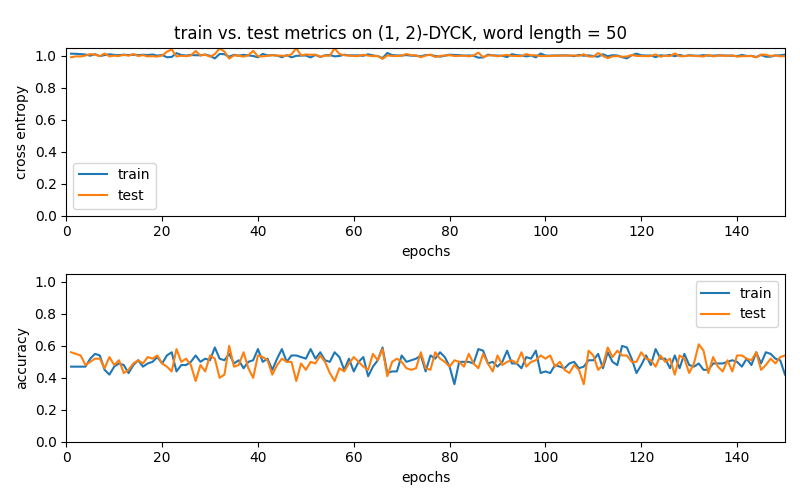 train vs. test metrics on (1, 2)-DYCK, word length = 50
1.0
0.8
0.6
0.4
0.2
0.0
cross entropy
train
test
0 20 40 60 80 100 120 140
epochs
1.0
0.8
0.6
0.4
0.2
0.0
accuracy
train
test
0 20 40 60 80 100 120 140
epochs